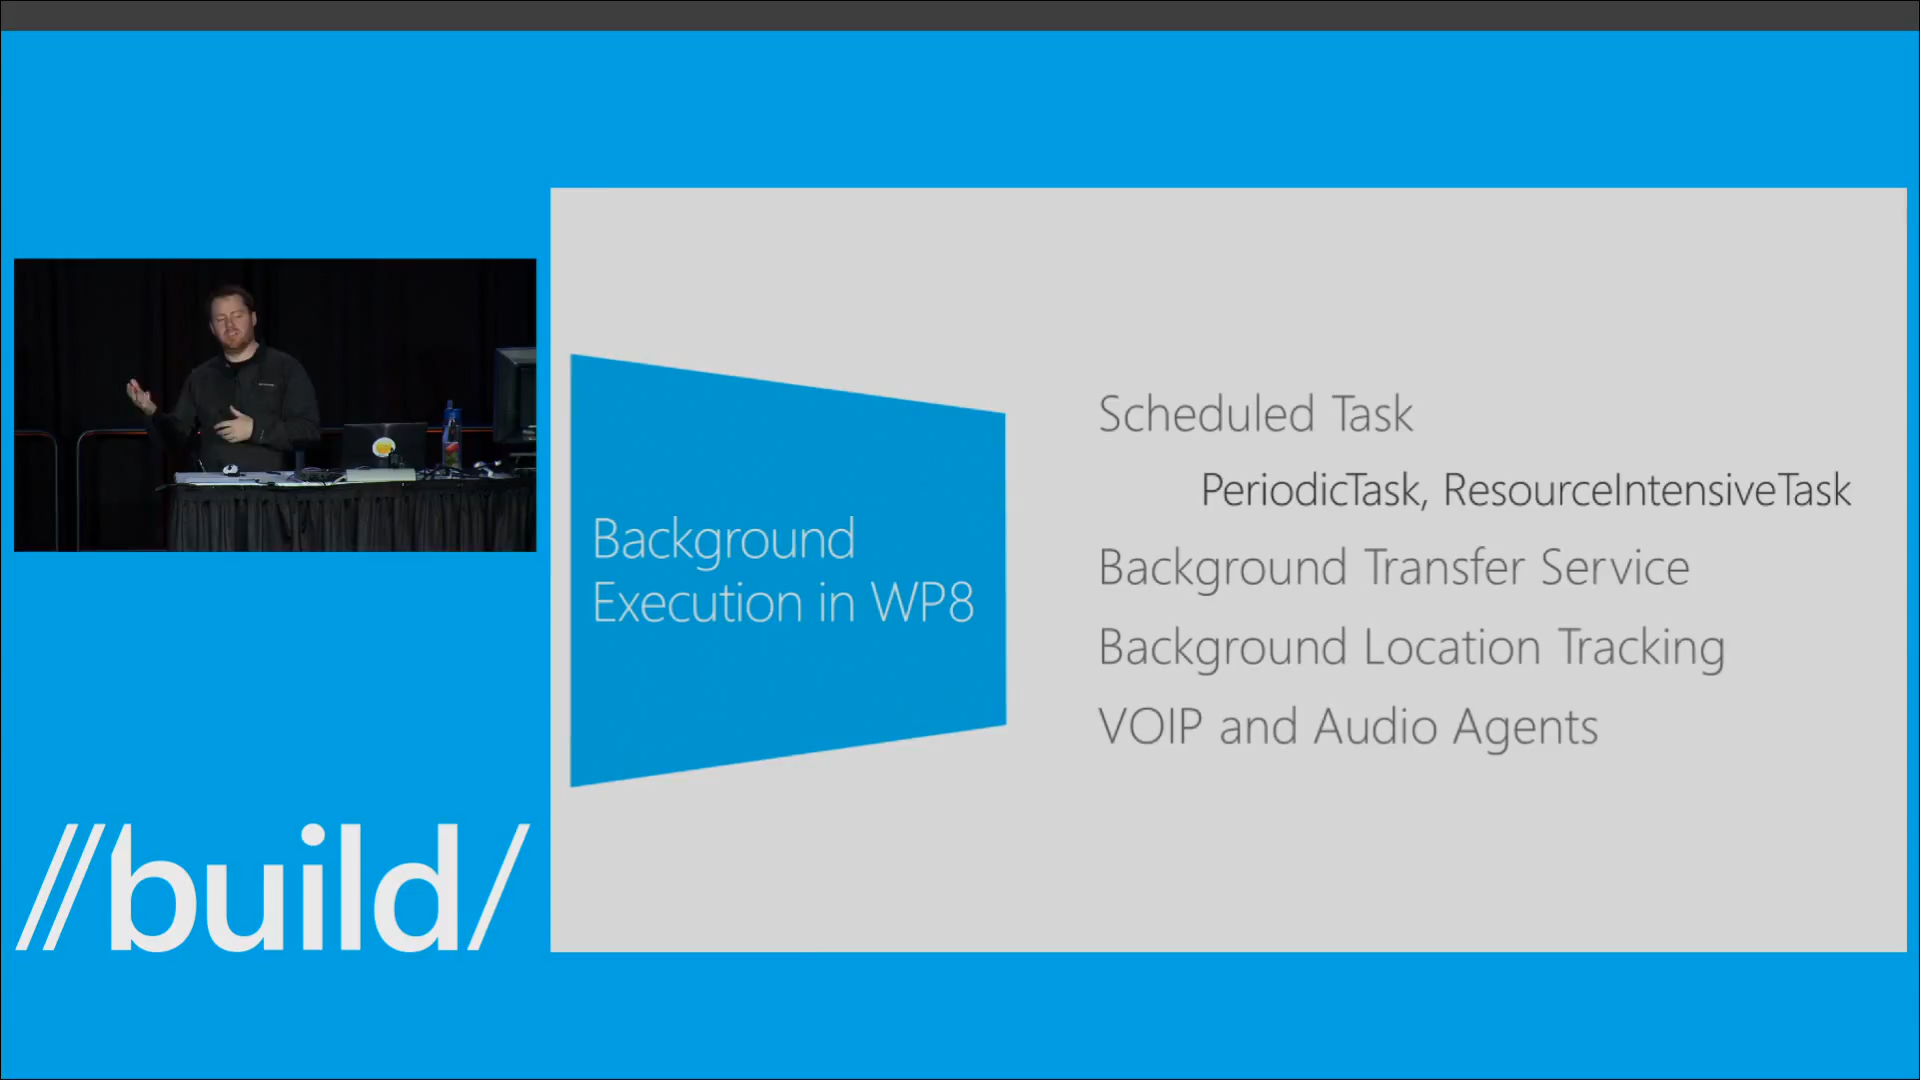 Background
Execution in WP8
Scheduled Task
PeriodicTask, ResourceIntensiveTask
Background Transfer Service
Background Location Tracking
VOIP and Audio Agents
//build/